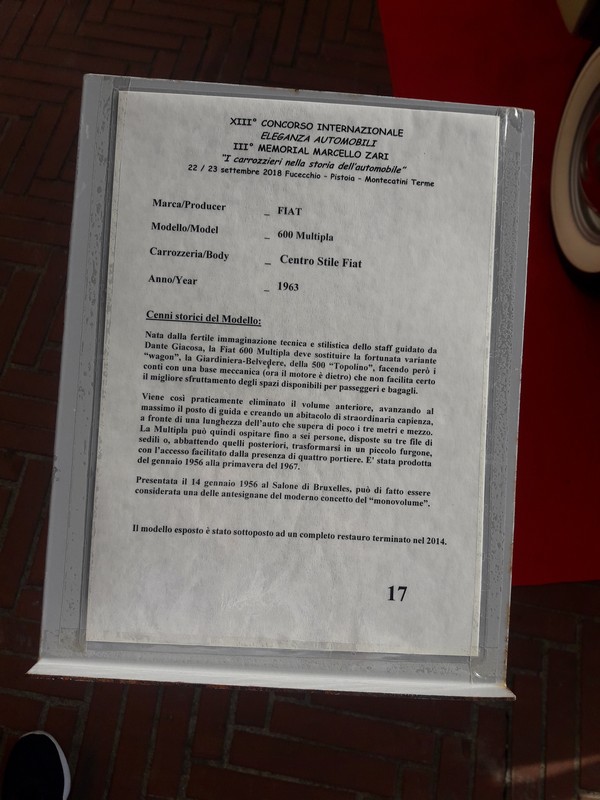 XIII° CONCORSO INTERNAZIONALE
ELEGANZA AUTOMOBILI
III° MEMORIAL MARCELLO ZARI
"I carrozzieri nella storia dell'automobile"
22 / 23 settembre 2018 Fucecchio - Pistoia - Montecatini Terme
Marca/Producer _ FIAT
Modello/Model _ 600 Multipla
Carrozzeria/Body _ Centro Stile Fiat
Anno/Year _ 1963
Cenni storici del Modello:
Nata dalla fertile immaginazione tecnica e stilistica dello staff guidato da
Dante Giacosa, la Fiat 600 Multipla deve sostituire la fortunata variante
"wagon", la Giardiniera-Belvedere, della 500 "Topolino", facendo però i
conti con una base meccanica (ora il motore è dietro) che non facilita certo
il migliore sfruttamento degli spazi disponibili per passeggeri e bagagli.
Viene così praticamente eliminato il volume anteriore, avanzando al
massimo il posto di guida e creando un abitacolo di straordinaria capienza,
a fronte di una lunghezza dell'auto che supera di poco i tre metri e mezzo.
La Multipla può quindi ospitare fino a sei persone, disposte su tre file di
sedili o, abbattendo quelli posteriori, trasformarsi in un piccolo furgone,
con l'accesso facilitato dalla presenza di quattro portiere. E' stata prodotta
del gennaio 1956 alla primavera del 1967.
Presentata il 14 gennaio 1956 al Salone di Bruxelles, può di fatto essere
considerata una delle antesignane del moderno concetto del "monovolume".
Il modello esposto è stato sottoposto ad un completo restauro terminato nel 2014.
17